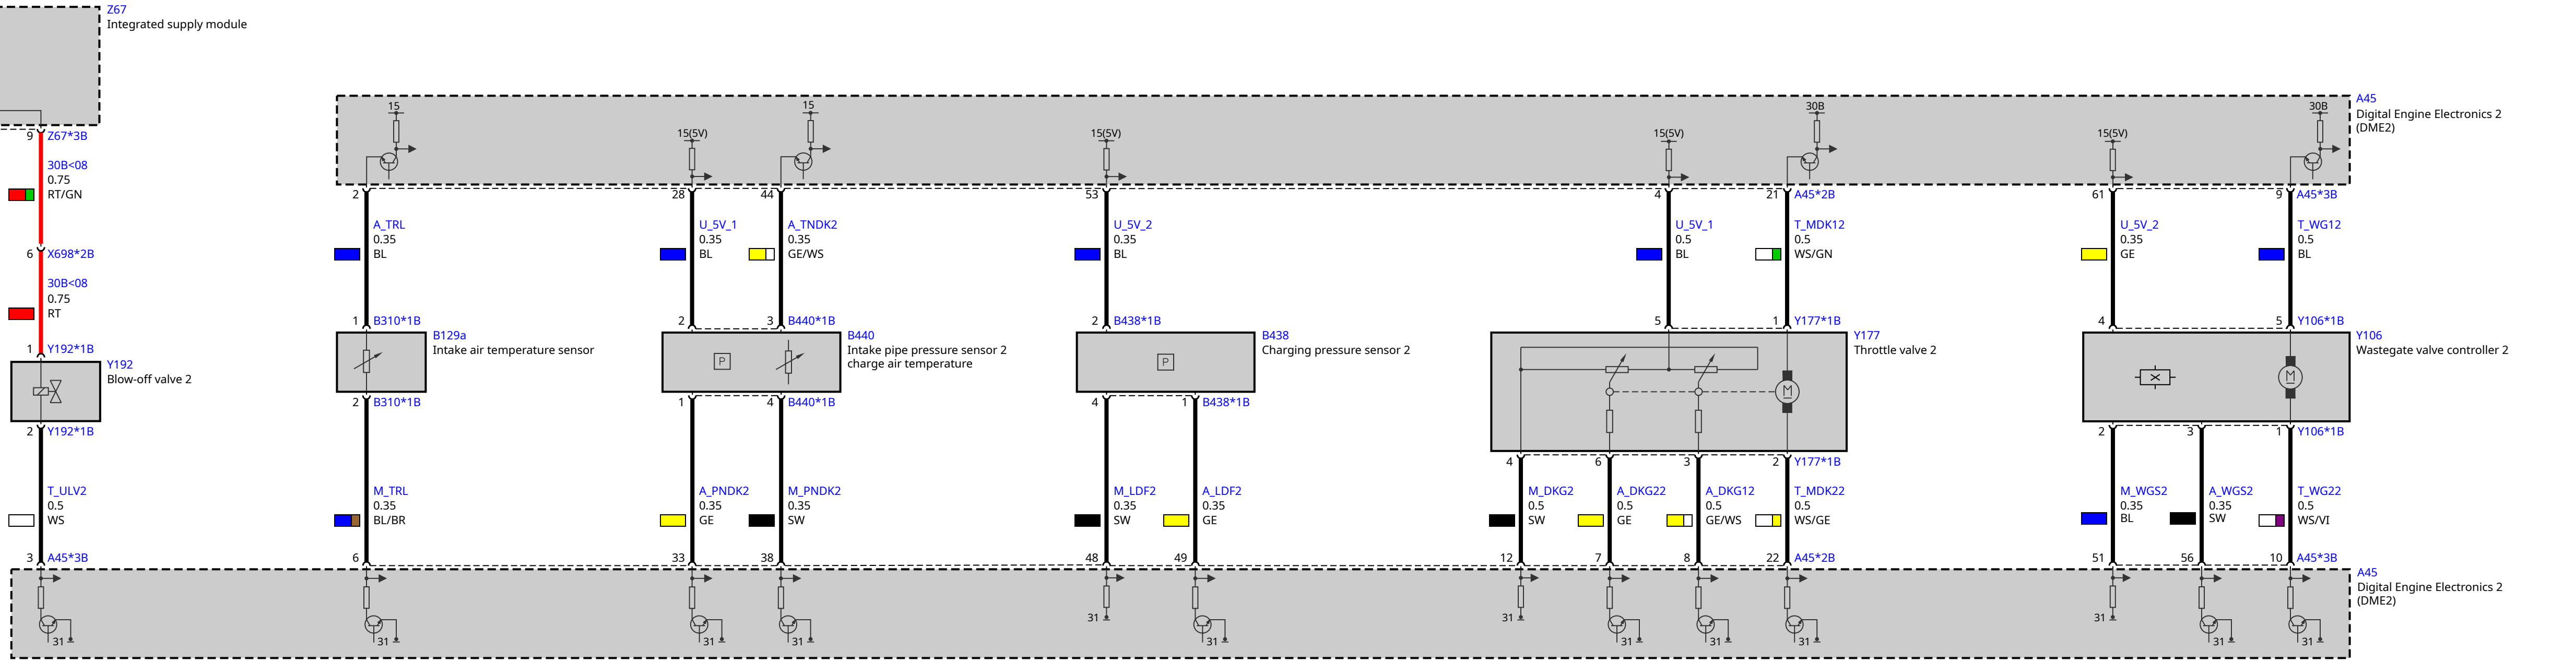 Z67
Integrated supply module
A45
Digital Engine Electronics 2
(DME2)
15
15
30B
30B
15(5V)
15(5V)
15(5V)
15(5V)
9 Z67*3B
30B<08
0.75
RT/GN
6 X698*2B
30B<08
0.75
RT
1 Y192*1B
Y192
Blow-off valve 2
2 Y192*1B
T_ULV2
0.5
WS
3 A45*3B
2
A_TRL
0.35
BL
1 B310*1B
B129a
Intake air temperature sensor
2 B310*1B
M_TRL
0.35
BL/BR
6
28 44
U_5V_1 A_TNDK2
0.35 0.35
BL GE/WS
2 3 B440*1B
B440
Intake pipe pressure sensor 2
charge air temperature
P
1 4 B440*1B
A_PNDK2 M_PNDK2
0.35 0.35
GE SW
33 38
53
U_5V_2
0.35
BL
2 B438*1B
B438
Charging pressure sensor 2
P
4 1 B438*1B
M_LDF2 A_LDF2
0.35 0.35
SW GE
48 49
4 21 A45*2B
U_5V_1 T_MDK12
0.5 0.5
BL WS/GN
5 1 Y177*1B
Y177
Throttle valve 2
M
4 6 3 2 Y177*1B
M_DKG2 A_DKG22 A_DKG12 T_MDK22
0.5 0.5 0.5 0.5
SW GE GE/WS WS/GE
12 7 8 22 A45*2B
61 9 A45*3B
U_5V_2 T_WG12
0.35 0.5
GE BL
4 5 Y106*1B
Y106
Wastegate valve controller 2
X M
2 3 1 Y106*1B
M_WGS2 A_WGS2 T_WG22
0.35 0.35 0.5
BL SW WS/VI
51 56 10 A45*3B
A45
Digital Engine Electronics 2
(DME2)
31 31 31 31 31 31 31 31 31 31 31 31 31